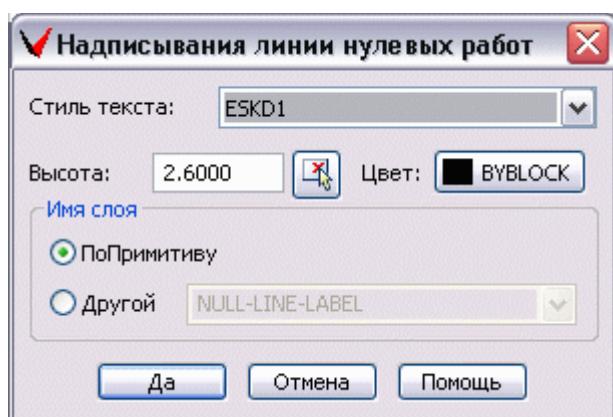 Надписывания линии нулевых работ
Стиль текста: ESKD1
Высота: 2.6000 Цвет: BYBLOCK
Имя слоя
ПоПримитиву
Другой NULL-LINE-LABEL
Да Отмена Помощь